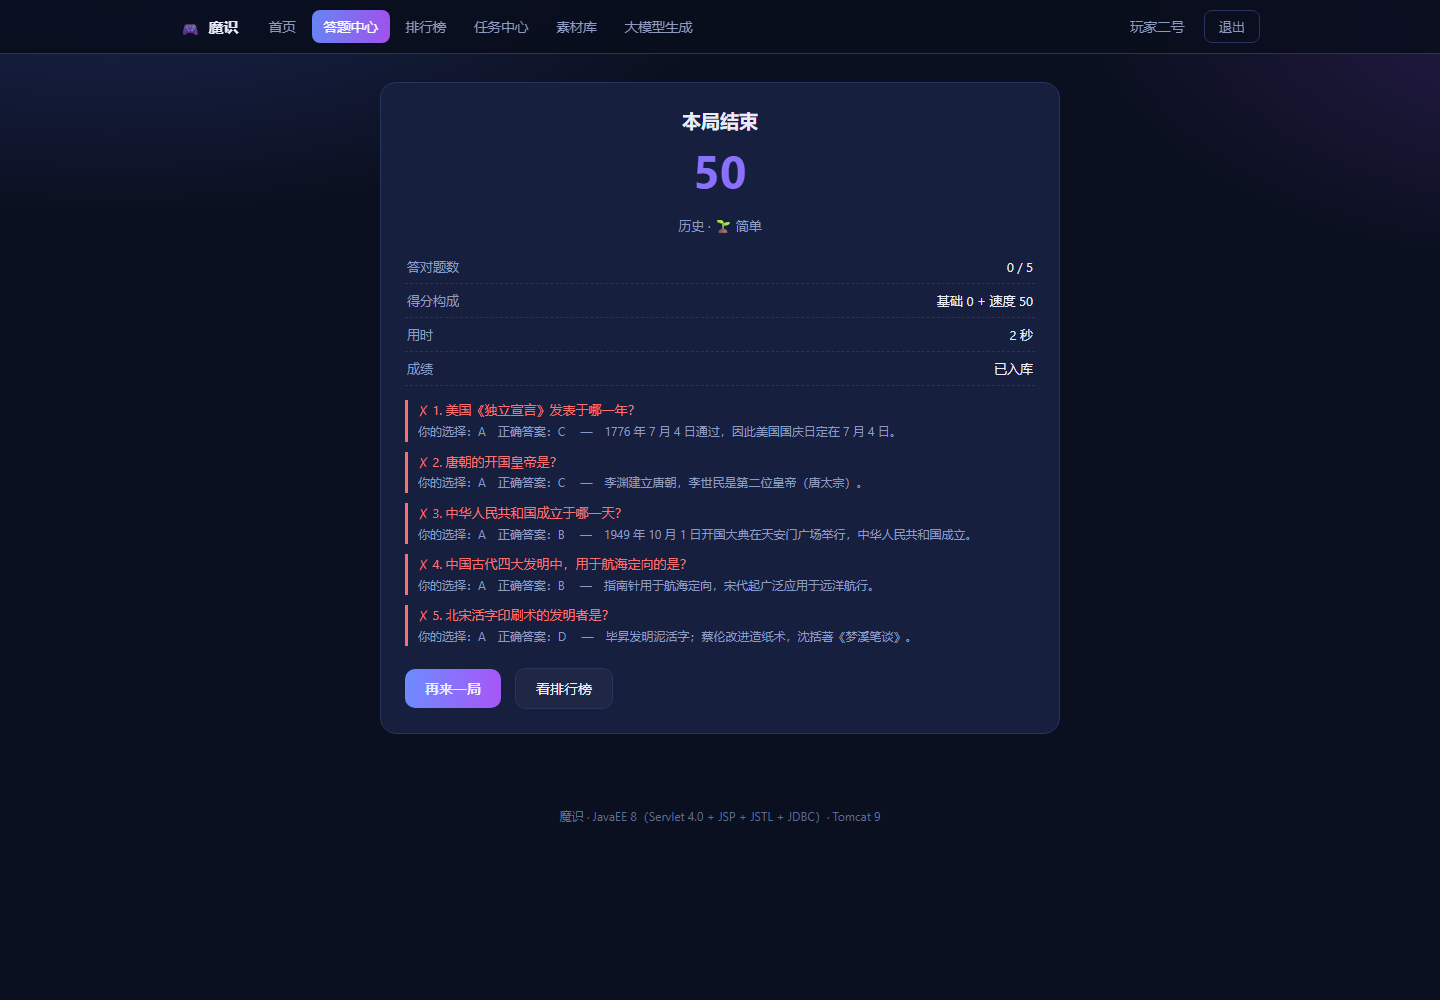 魔识 首页 答题中心 排行榜 任务中心 素材库 大模型生成 玩家二号 退出
本局结束
50
历史 · 简单
答对题数 0 / 5
得分构成 基础 0 + 速度 50
用时 2 秒
成绩 已入库
✗ 1. 美国《独立宣言》发表于哪一年？
你的选择：A 正确答案：C — 1776 年 7 月 4 日通过，因此美国国庆日定在 7 月 4 日。
✗ 2. 唐朝的开国皇帝是？
你的选择：A 正确答案：C — 李渊建立唐朝，李世民是第二位皇帝（唐太宗）。
✗ 3. 中华人民共和国成立于哪一天？
你的选择：A 正确答案：B — 1949 年 10 月 1 日开国大典在天安门广场举行，中华人民共和国成立。
✗ 4. 中国古代四大发明中，用于航海定向的是？
你的选择：A 正确答案：B — 指南针用于航海定向，宋代起广泛应用于远洋航行。
✗ 5. 北宋活字印刷术的发明者是？
你的选择：A 正确答案：D — 毕昇发明泥活字；蔡伦改进造纸术，沈括著《梦溪笔谈》。
再来一局 看排行榜
魔识 · JavaEE 8（Servlet 4.0 + JSP + JSTL + JDBC）· Tomcat 9